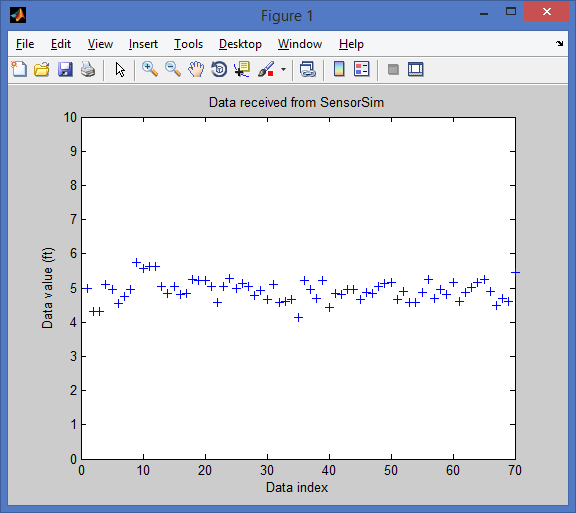 Figure 1
File Edit View Insert Tools Desktop Window Help
Data received from SensorSim
10
9
8
7
6
5
4
3
2
1
0
Data value (ft)
0 10 20 30 40 50 60 70
Data index